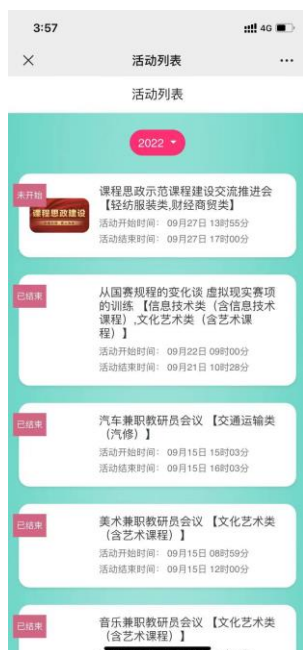 3:57
4G
活动列表
活动列表
2022
未开始
课程思政建设
课程思政示范课程建设交流推进会
【轻纺服装类,财经商贸类】
活动开始时间: 09月27日 13时55分
活动结束时间: 09月27日 17时00分
已结束
从国赛规程的变化谈 虚拟现实赛项
的训练 【信息技术类（含信息技术
课程）,文化艺术类（含艺术课
程）】
活动开始时间: 09月22日 09时00分
活动结束时间: 09月21日 10时28分
已结束
汽车兼职教研员会议 【交通运输类
（汽修）】
活动开始时间: 09月15日 15时03分
活动结束时间: 09月15日 16时03分
已结束
美术兼职教研员会议 【文化艺术类
（含艺术课程）】
活动开始时间: 09月15日 08时59分
活动结束时间: 09月15日 12时00分
已结束
音乐兼职教研员会议 【文化艺术类
（含艺术课程）】